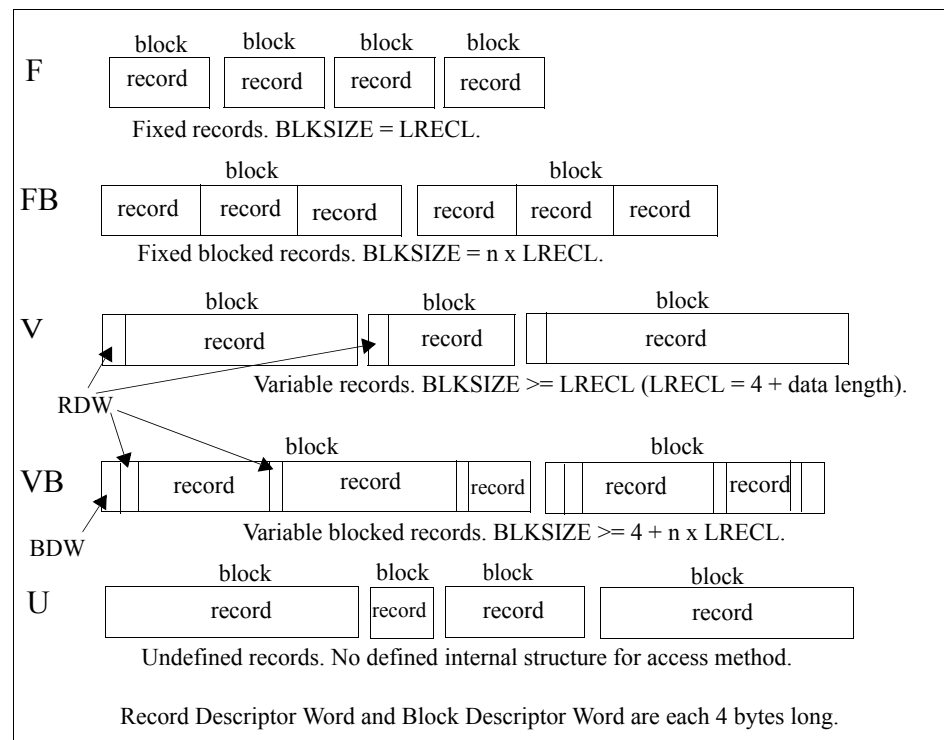 block block block block
F
record record record record
Fixed records. BLKSIZE = LRECL.
block block
FB
record record record record record record
Fixed blocked records. BLKSIZE = n x LRECL.
block block block
V
record record record
Variable records. BLKSIZE >= LRECL (LRECL = 4 + data length).
RDW
block block
VB
record record record record record
Variable blocked records. BLKSIZE >= 4 + n x LRECL.
BDW
block block block block
U
record record record record
Undefined records. No defined internal structure for access method.
Record Descriptor Word and Block Descriptor Word are each 4 bytes long.